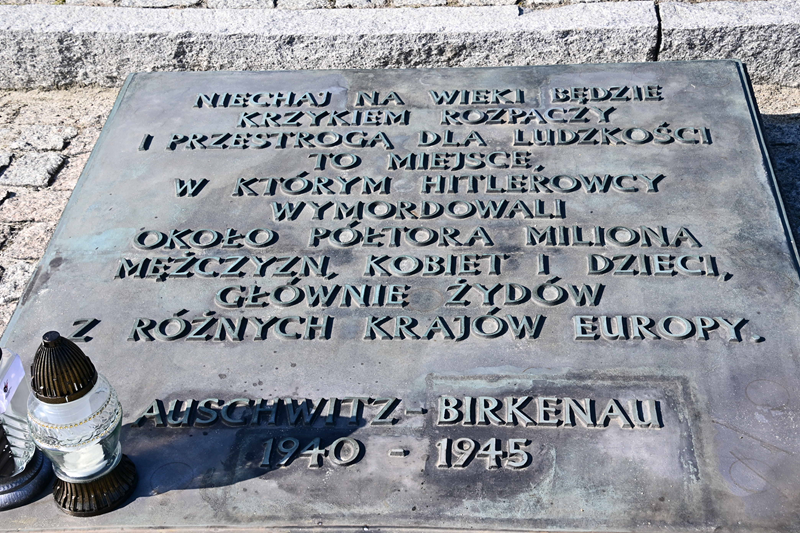 NIECHAJ NA WIEKI BĘDZIE
KRZYKIEM ROZPACZY
I PRZESTROGĄ DLA LUDZKOŚCI
TO MIEJSCE,
W KTÓRYM HITLEROWCY
WYMORDOWALI
OKOŁO PÓŁTORA MILIONA
MĘŻCZYZN, KOBIET I DZIECI,
GŁÓWNIE ŻYDÓW
Z RÓŻNYCH KRAJÓW EUROPY.
AUSCHWITZ-BIRKENAU
1940 - 1945